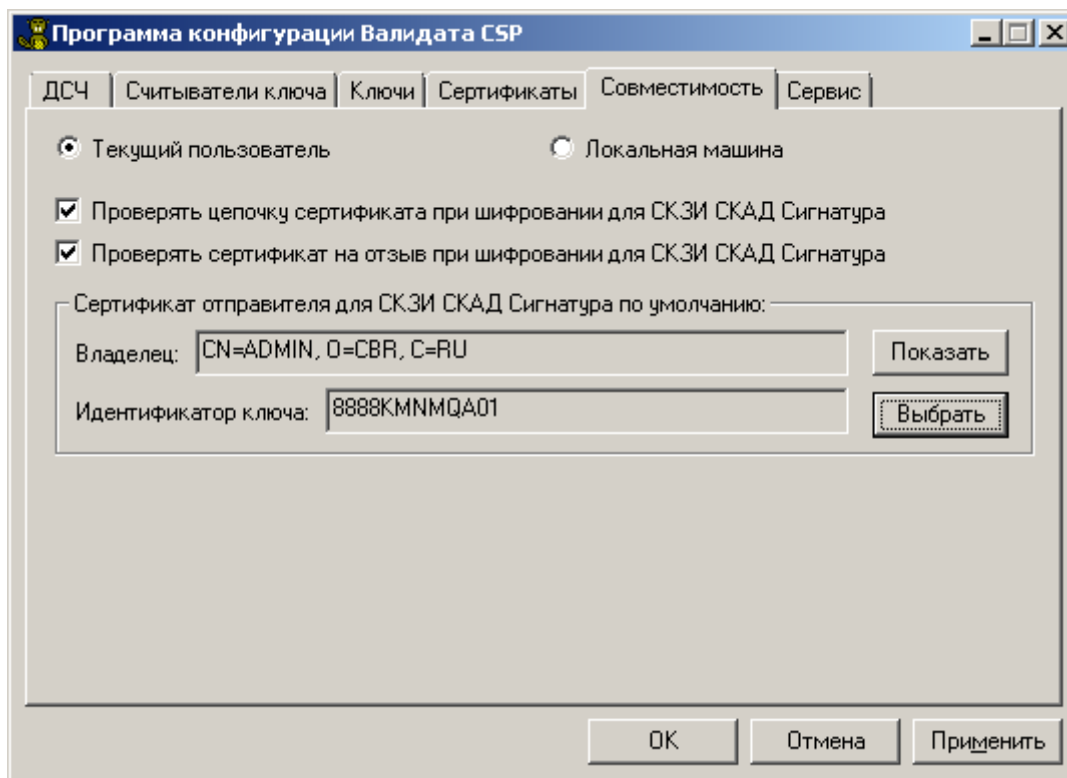 Программа конфигурации Валидата CSP
ДСЧ Считыватели ключа Ключи Сертификаты Совместимость Сервис
Текущий пользователь Локальная машина
Проверять цепочку сертификата при шифровании для СКЗИ СКАД Сигнатура
Проверять сертификат на отзыв при шифровании для СКЗИ СКАД Сигнатура
Сертификат отправителя для СКЗИ СКАД Сигнатура по умолчанию:
Владелец: CN=ADMIN, O=CBR, C=RU Показать
Идентификатор ключа: 8888KMNMQA01 Выбрать
OK Отмена Применить